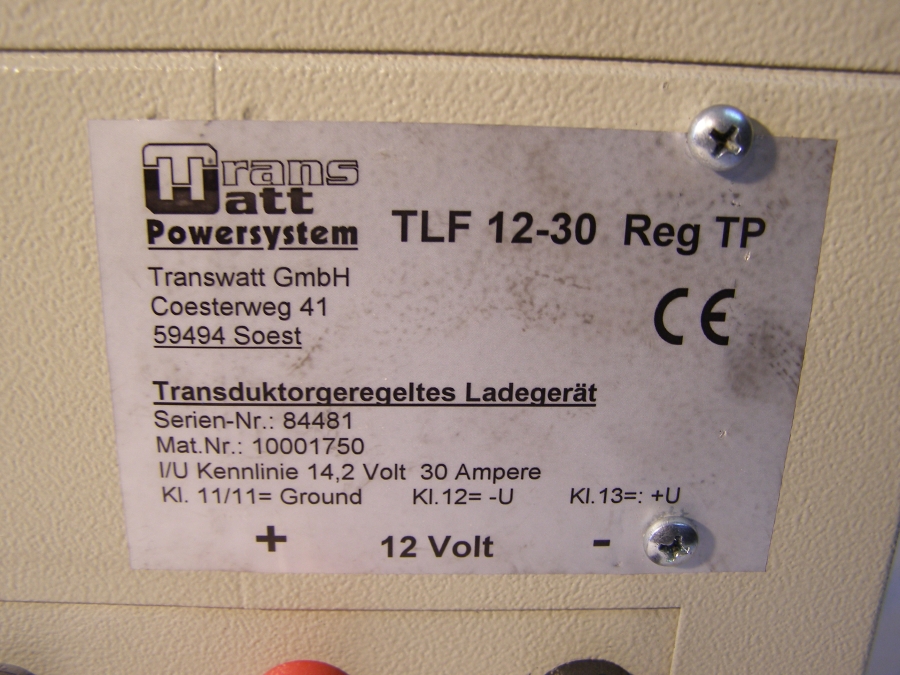 Trans
Watt
Powersystem
TLF 12-30 Reg TP
Transwatt GmbH
Coesterweg 41
59494 Soest
CE
Transduktorgeregeltes Ladegerät
Serien-Nr.: 84481
Mat.Nr.: 10001750
I/U Kennlinie 14,2 Volt 30 Ampere
Kl. 11/11= Ground Kl.12= -U Kl.13=: +U
+ 12 Volt -